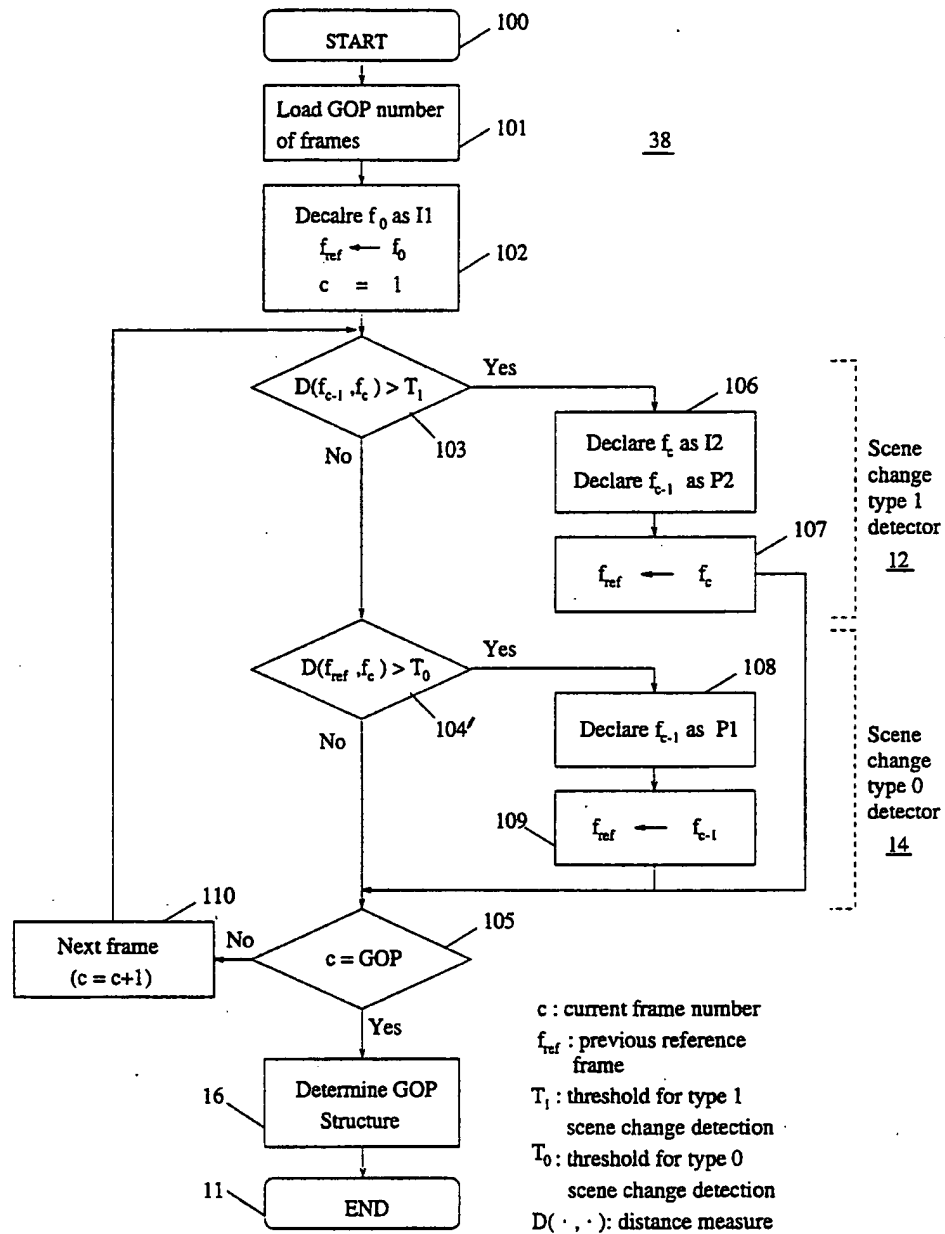 START
100
Load GOP number
of frames
101
38
Decalre f0 as I1
fref ← f0
c = 1
102
D(fc-1 ,fc) > T1
103
Yes
No
106
Declare fc as I2
Declare fc-1 as P2
107
fref ← fc
Scene
change
type 1
detector
12
D(fref ,fc) > T0
104′
Yes
No
108
Declare fc-1 as P1
109
fref ← fc-1
Scene
change
type 0
detector
14
110
Next frame
(c = c+1)
No
c = GOP
105
Yes
16
Determine GOP
Structure
11
END
c : current frame number
fref : previous reference
frame
T1 : threshold for type 1
scene change detection
T0 : threshold for type 0
scene change detection
D( · , · ): distance measure